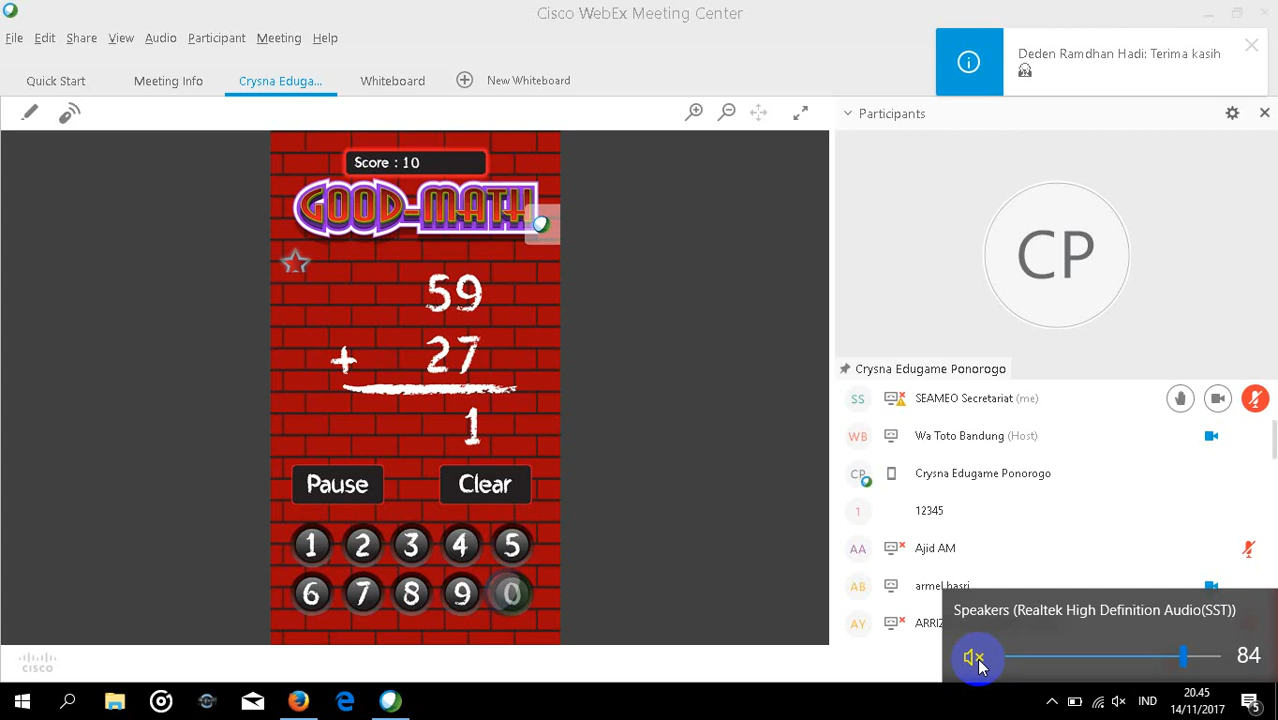 Cisco WebEx Meeting Center
File Edit Share View Audio Participant Meeting Help
Deden Ramdhan Hadi: Terima kasih
Quick Start Meeting Info Crysna Eduga... Whiteboard New Whiteboard
Participants
Score : 10
GOOD-MATH
59
+ 27
1
Pause Clear
1 2 3 4 5
6 7 8 9 0
CP
Crysna Edugame Ponorogo
SS SEAMEO Secretariat (me)
WB Wa Toto Bandung (Host)
CP Crysna Edugame Ponorogo
1 12345
AA Ajid AM
AB armel hasri
AY ARRIZ
Speakers (Realtek High Definition Audio(SST))
84
cisco
IND
20.45
14/11/2017
5